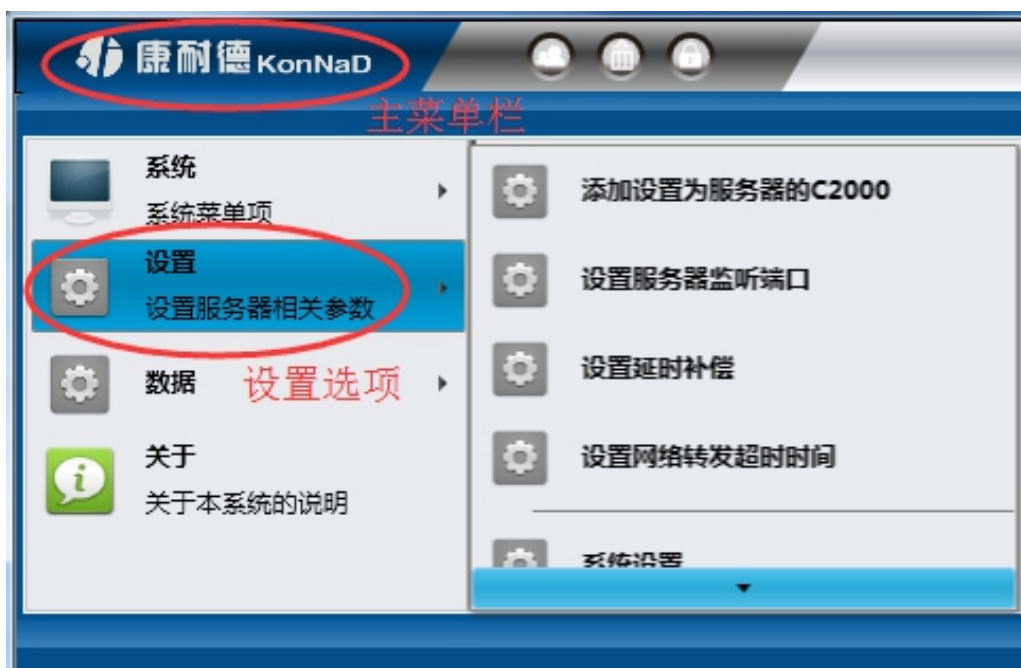 康耐德 KonNaD
主菜单栏
系统
系统菜单项
设置
设置服务器相关参数
数据
设置选项
关于
关于本系统的说明
添加设置为服务器的C2000
设置服务器监听端口
设置延时补偿
设置网络转发超时时间
系统设置